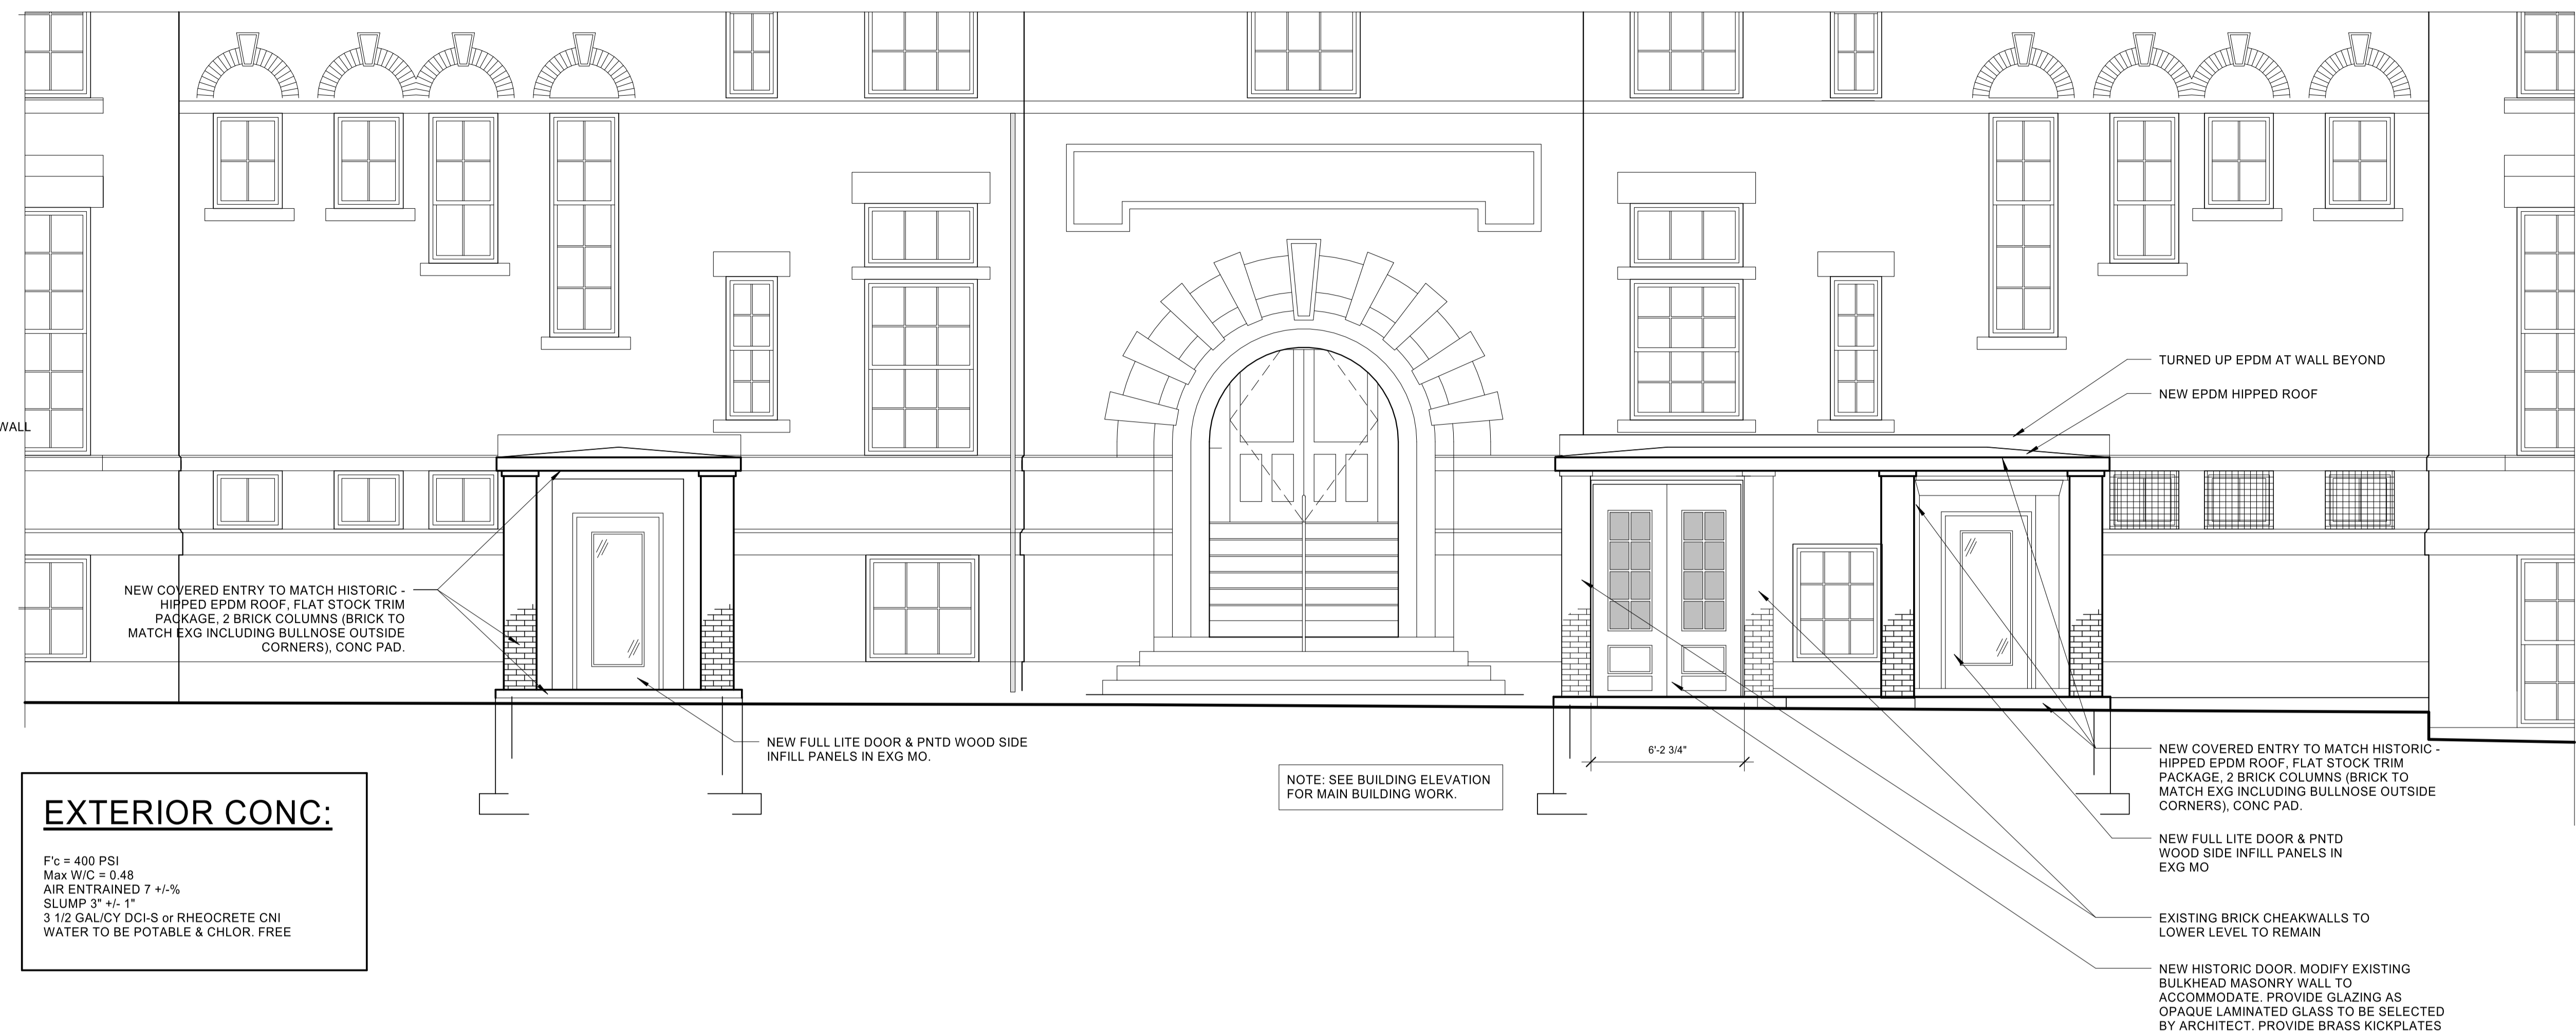 WALL
NEW COVERED ENTRY TO MATCH HISTORIC -
HIPPED EPDM ROOF, FLAT STOCK TRIM
PACKAGE, 2 BRICK COLUMNS (BRICK TO
MATCH EXG INCLUDING BULLNOSE OUTSIDE
CORNERS), CONC PAD.
NEW FULL LITE DOOR & PNTD WOOD SIDE
INFILL PANELS IN EXG MO.
EXTERIOR CONC:
F'c = 400 PSI
Max W/C = 0.48
AIR ENTRAINED 7 +/-%
SLUMP 3" +/- 1"
3 1/2 GAL/CY DCI-S or RHEOCRETE CNI
WATER TO BE POTABLE & CHLOR. FREE
NOTE: SEE BUILDING ELEVATION
FOR MAIN BUILDING WORK.
6'-2 3/4"
TURNED UP EPDM AT WALL BEYOND
NEW EPDM HIPPED ROOF
NEW COVERED ENTRY TO MATCH HISTORIC -
HIPPED EPDM ROOF, FLAT STOCK TRIM
PACKAGE, 2 BRICK COLUMNS (BRICK TO
MATCH EXG INCLUDING BULLNOSE OUTSIDE
CORNERS), CONC PAD.
NEW FULL LITE DOOR & PNTD
WOOD SIDE INFILL PANELS IN
EXG MO
EXISTING BRICK CHEAKWALLS TO
LOWER LEVEL TO REMAIN
NEW HISTORIC DOOR. MODIFY EXISTING
BULKHEAD MASONRY WALL TO
ACCOMMODATE. PROVIDE GLAZING AS
OPAQUE LAMINATED GLASS TO BE SELECTED
BY ARCHITECT. PROVIDE BRASS KICKPLATES